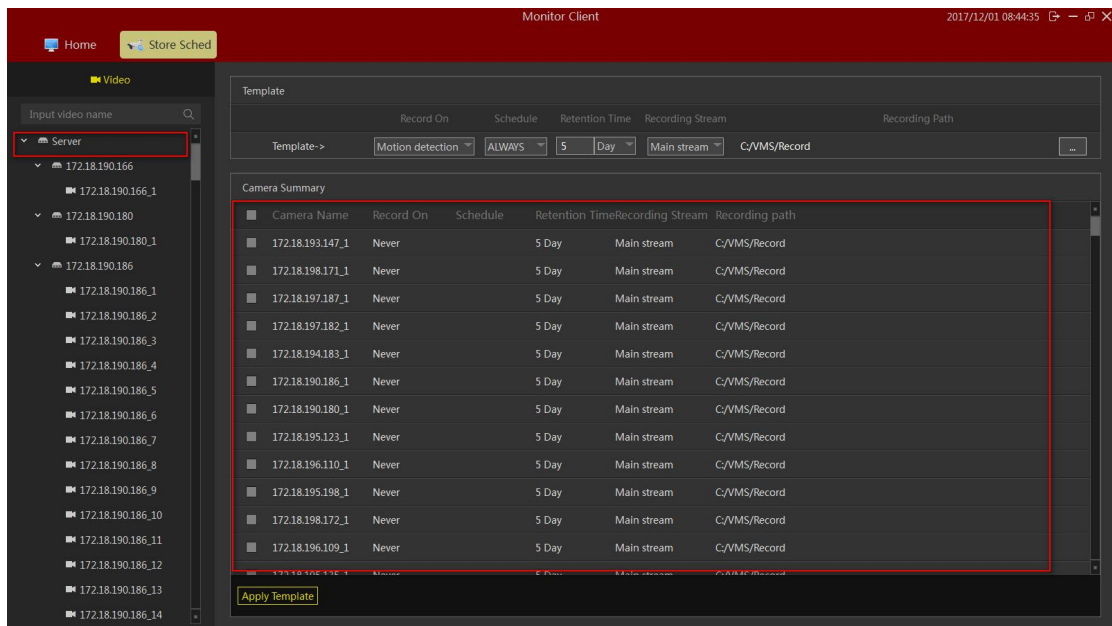 Monitor Client 2017/12/01 08:44:35
Home Store Sched
Video
Input video name
Server
172.18.190.166
172.18.190.166_1
172.18.190.180
172.18.190.180_1
172.18.190.186
172.18.190.186_1
172.18.190.186_2
172.18.190.186_3
172.18.190.186_4
172.18.190.186_5
172.18.190.186_6
172.18.190.186_7
172.18.190.186_8
172.18.190.186_9
172.18.190.186_10
172.18.190.186_11
172.18.190.186_12
172.18.190.186_13
172.18.190.186_14
Template
Record On Schedule Retention Time Recording Stream Recording Path
Template-> Motion detection ALWAYS 5 Day Main stream C:/VMS/Record ...
Camera Summary
Camera Name Record On Schedule Retention TimeRecording Stream Recording path
172.18.193.147_1 Never 5 Day Main stream C:/VMS/Record
172.18.198.171_1 Never 5 Day Main stream C:/VMS/Record
172.18.197.187_1 Never 5 Day Main stream C:/VMS/Record
172.18.197.182_1 Never 5 Day Main stream C:/VMS/Record
172.18.194.183_1 Never 5 Day Main stream C:/VMS/Record
172.18.190.186_1 Never 5 Day Main stream C:/VMS/Record
172.18.190.180_1 Never 5 Day Main stream C:/VMS/Record
172.18.195.123_1 Never 5 Day Main stream C:/VMS/Record
172.18.196.110_1 Never 5 Day Main stream C:/VMS/Record
172.18.195.198_1 Never 5 Day Main stream C:/VMS/Record
172.18.198.172_1 Never 5 Day Main stream C:/VMS/Record
172.18.196.109_1 Never 5 Day Main stream C:/VMS/Record
Never 5 Day Main stream C:/VMS/Record
Apply Template